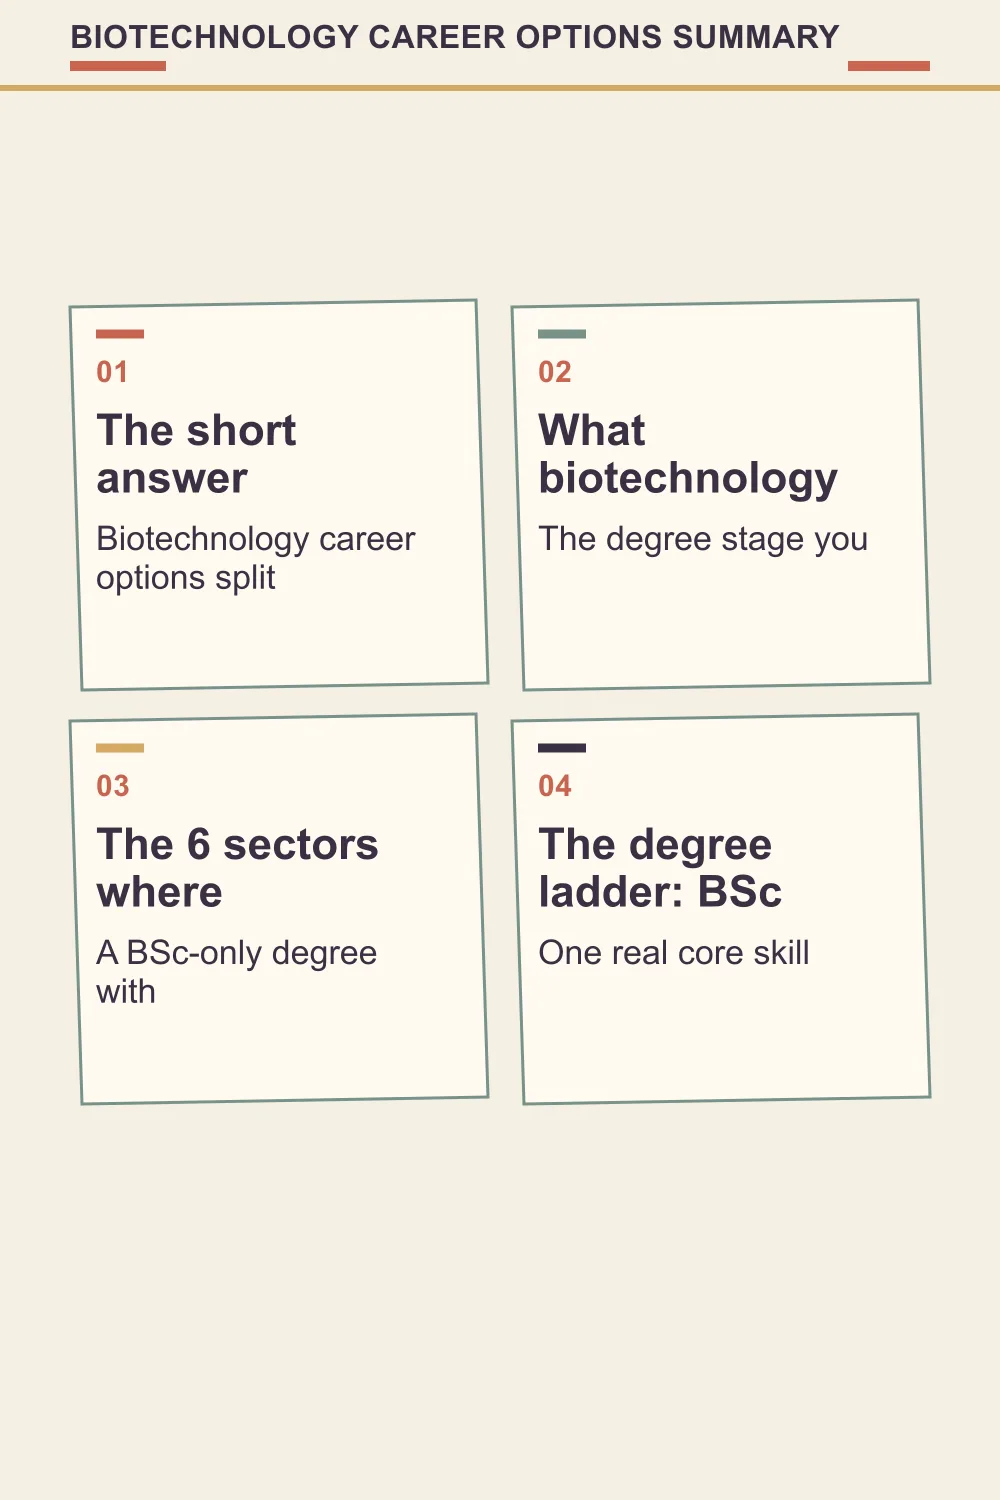 BIOTECHNOLOGY CAREER OPTIONS SUMMARY
01
The short
answer
Biotechnology career
options split
02
What
biotechnology
The degree stage you
03
The 6 sectors
where
A BSc-only degree
with
04
The degree
ladder: BSc
One real core skill